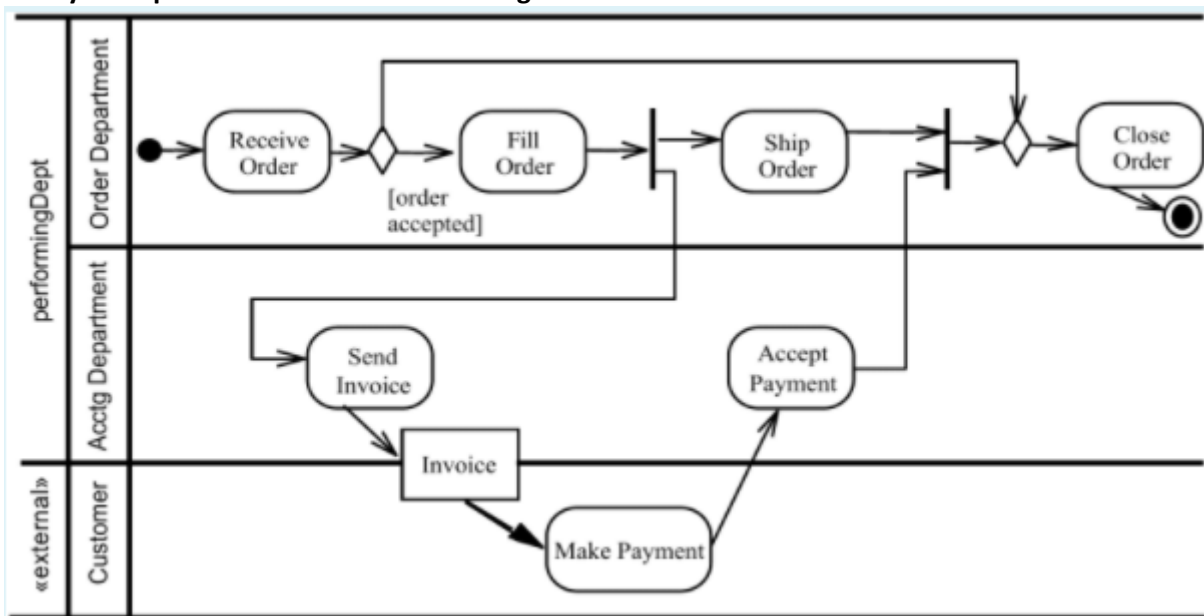 performingDept
Order Department
Receive
Order
[order
accepted]
Fill
Order
Ship
Order
Close
Order
Acctg Department
Send
Invoice
Accept
Payment
Invoice
«external»
Customer
Make Payment